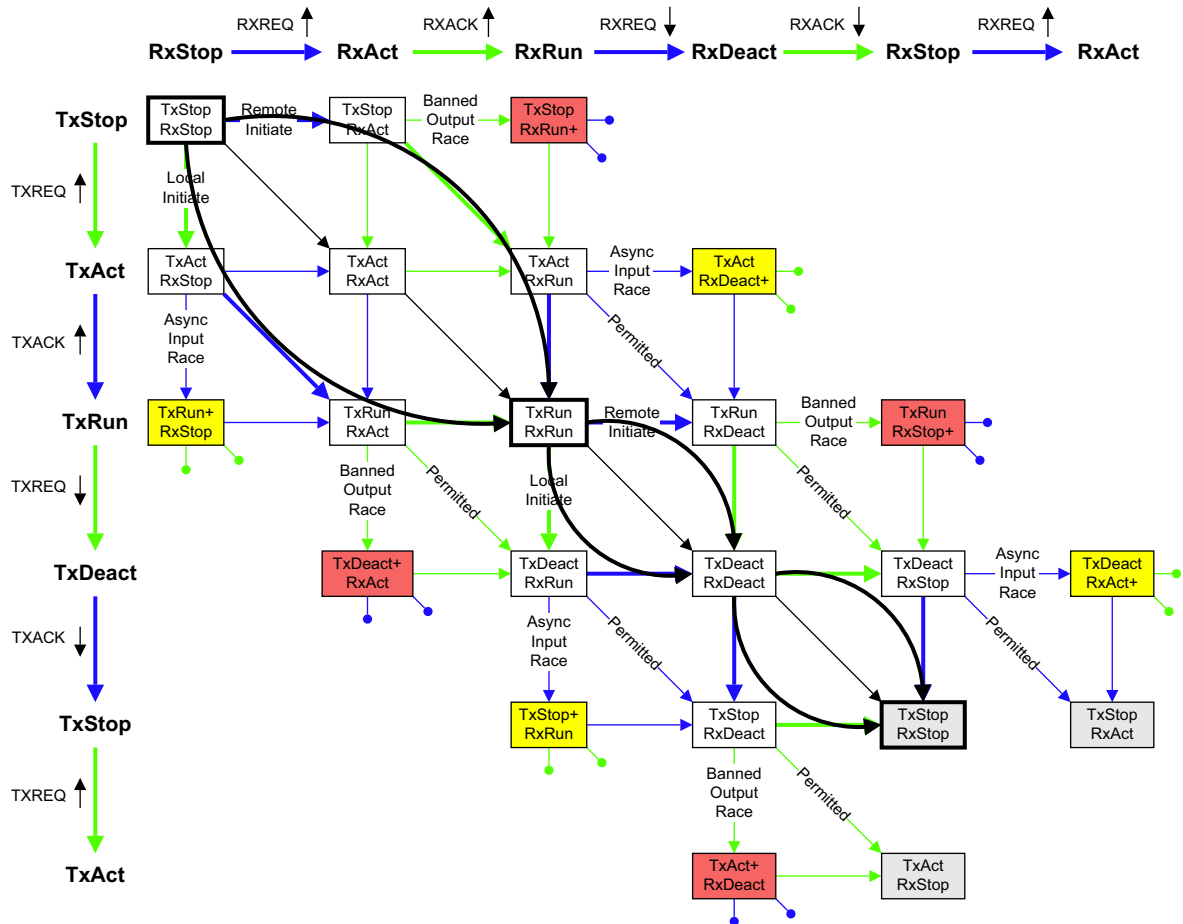 RXREQ
RXACK
RXREQ
RXACK
RXREQ
RxStop
RxAct
RxRun
RxDeact
RxStop
RxAct
TxStop
TxStop
RxStop
Remote
Initiate
TxStop
RxAct
Banned
Output
Race
TxStop
RxRun+
TXREQ
Local
Initiate
TxAct
TxAct
RxStop
TxAct
RxAct
TxAct
RxRun
Async
Input
Race
TxAct
RxDeact+
TXACK
Async
Input
Race
Permitted
TxRun
TxRun+
RxStop
TxRun
RxAct
TxRun
RxRun
Remote
Initiate
TxRun
RxDeact
Banned
Output
Race
TxRun
RxStop+
TXREQ
Banned
Output
Race
Permitted
Local
Initiate
Permitted
TxDeact
TxDeact+
RxAct
TxDeact
RxRun
TxDeact
RxDeact
TxDeact
RxStop
Async
Input
Race
TxDeact
RxAct+
TXACK
Async
Input
Race
Permitted
Permitted
TxStop
TxStop+
RxRun
TxStop
RxDeact
TxStop
RxStop
TxStop
RxAct
TXREQ
Banned
Output
Race
Permitted
TxAct
TxAct+
RxDeact
TxAct
RxStop